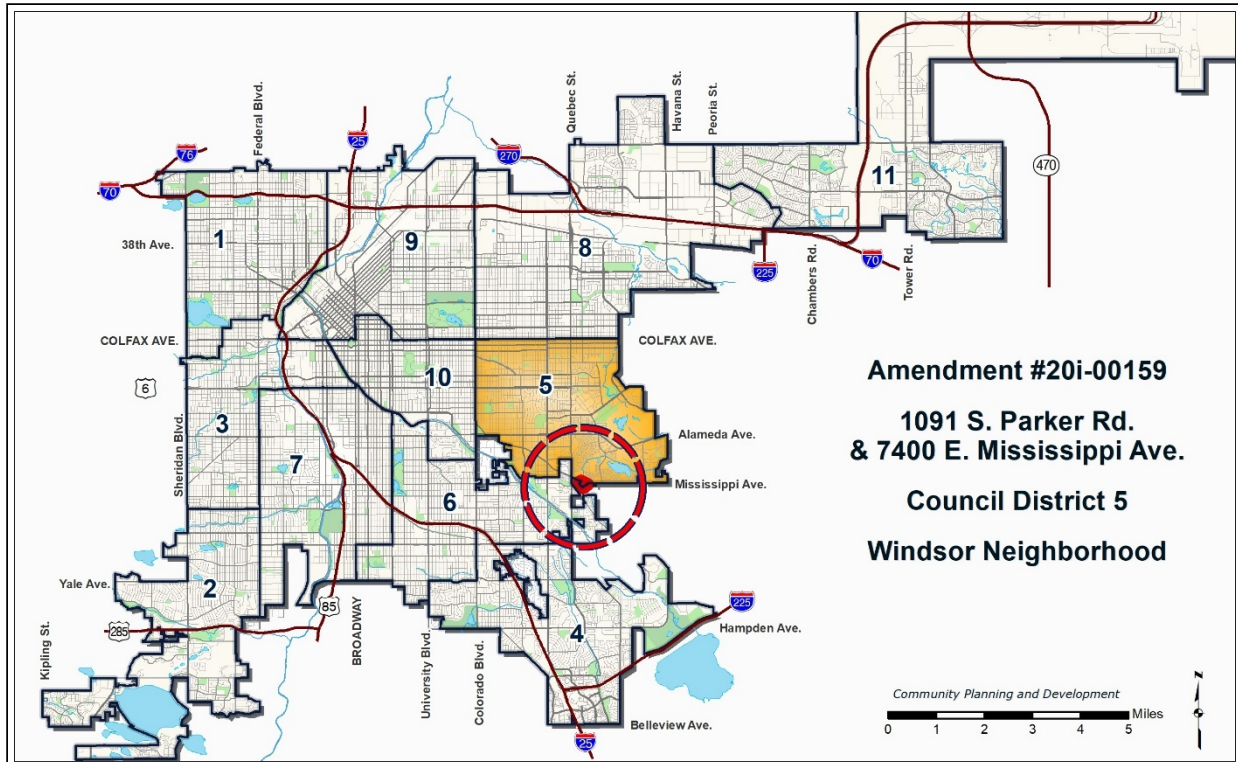 Federal Blvd.
Quebec St.
Havana St.
Peoria St.
25
76
270
70
470
11
1
9
8
38th Ave.
225
70
Chambers Rd.
Tower Rd.
COLFAX AVE.
COLFAX AVE.
6
10
5
3
Sheridan Blvd.
7
Alameda Ave.
Mississippi Ave.
6
Amendment #20i-00159
1091 S. Parker Rd.
& 7400 E. Mississippi Ave.
Council District 5
Windsor Neighborhood
Yale Ave.
2
85
285
BROADWAY
University Blvd.
Colorado Blvd.
4
225
Hampden Ave.
Kipling St.
Belleview Ave.
25
Community Planning and Development
Miles
0 1 2 3 4 5
N